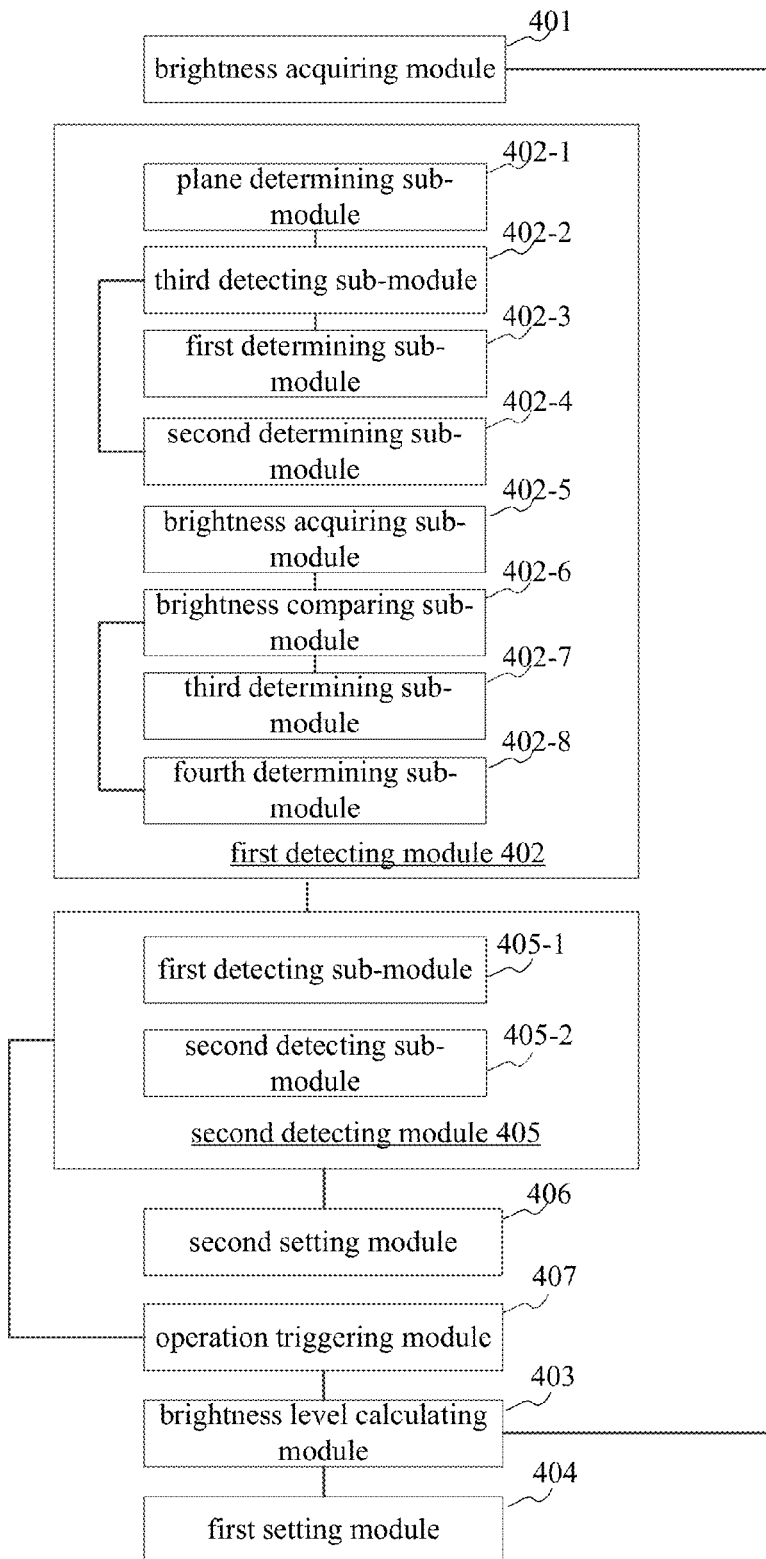 401
brightness acquiring module
402-1
plane determining sub-
module
402-2
third detecting sub-module
402-3
first determining sub-
module
402-4
second determining sub-
module
402-5
brightness acquiring sub-
module
402-6
brightness comparing sub-
module
402-7
third determining sub-
module
402-8
fourth determining sub-
module
first detecting module 402
405-1
first detecting sub-module
405-2
second detecting sub-
module
second detecting module 405
406
second setting module
407
operation triggering module
403
brightness level calculating
module
404
first setting module